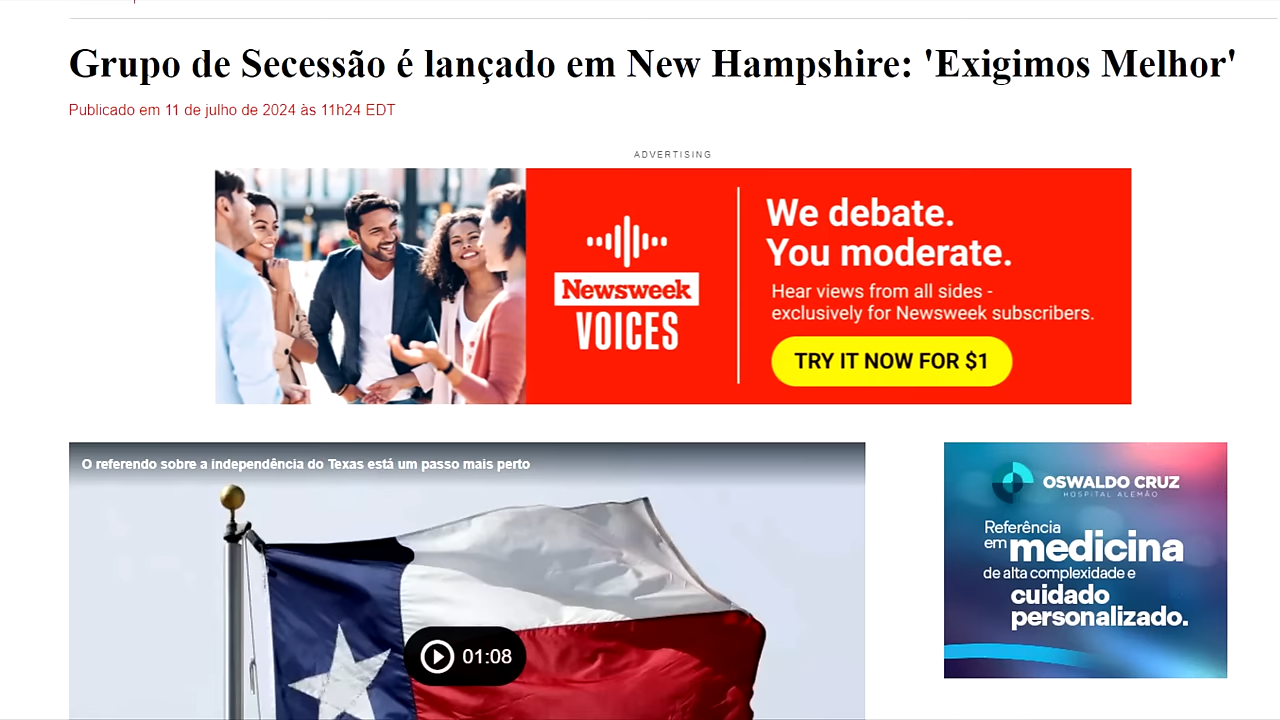 Grupo de Secessão é lançado em New Hampshire: 'Exigimos Melhor'
Publicado em 11 de julho de 2024 às 11h24 EDT
ADVERTISING
Newsweek
VOICES
We debate.
You moderate.
Hear views from all sides -
exclusively for Newsweek subscribers.
TRY IT NOW FOR $1
O referendo sobre a independência do Texas está um passo mais perto
01:08
OSWALDO CRUZ
HOSPITAL ALEMÃO
Referência
em medicina
de alta complexidade e
cuidado
personalizado.